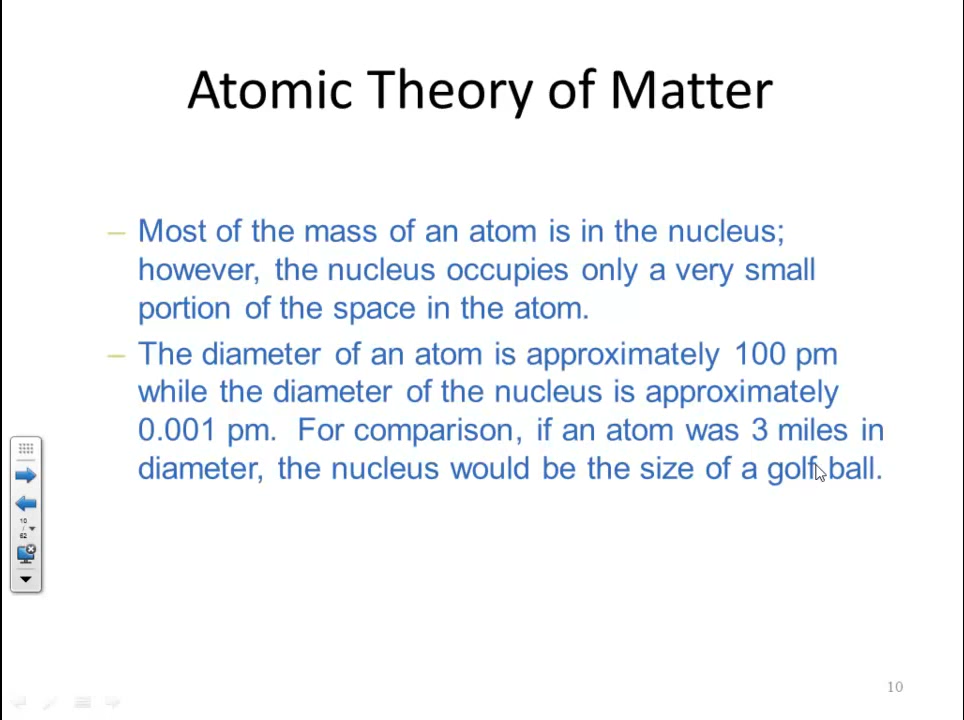 Atomic Theory of Matter
– Most of the mass of an atom is in the nucleus;
however, the nucleus occupies only a very small
portion of the space in the atom.
– The diameter of an atom is approximately 100 pm
while the diameter of the nucleus is approximately
0.001 pm. For comparison, if an atom was 3 miles in
diameter, the nucleus would be the size of a golf ball.
10
/
62
10